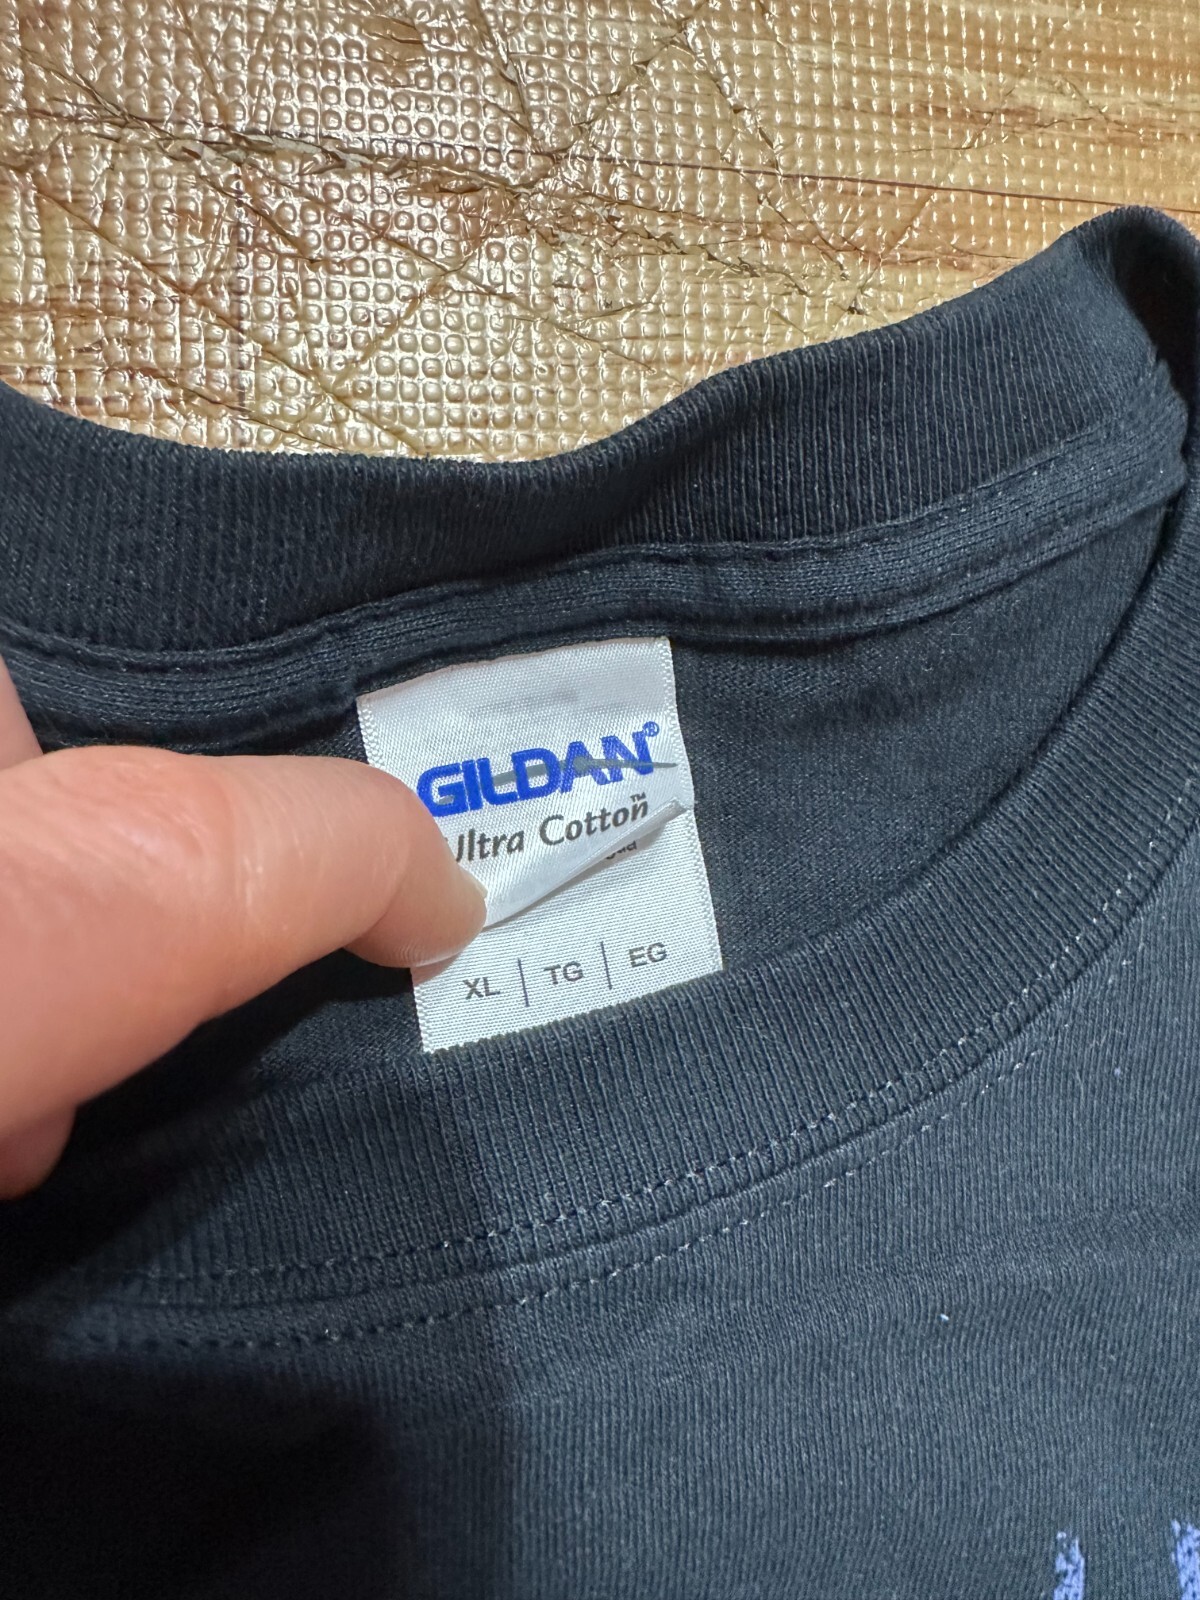 GILDAN®
Ultra Cotton™
XL | TG | EG